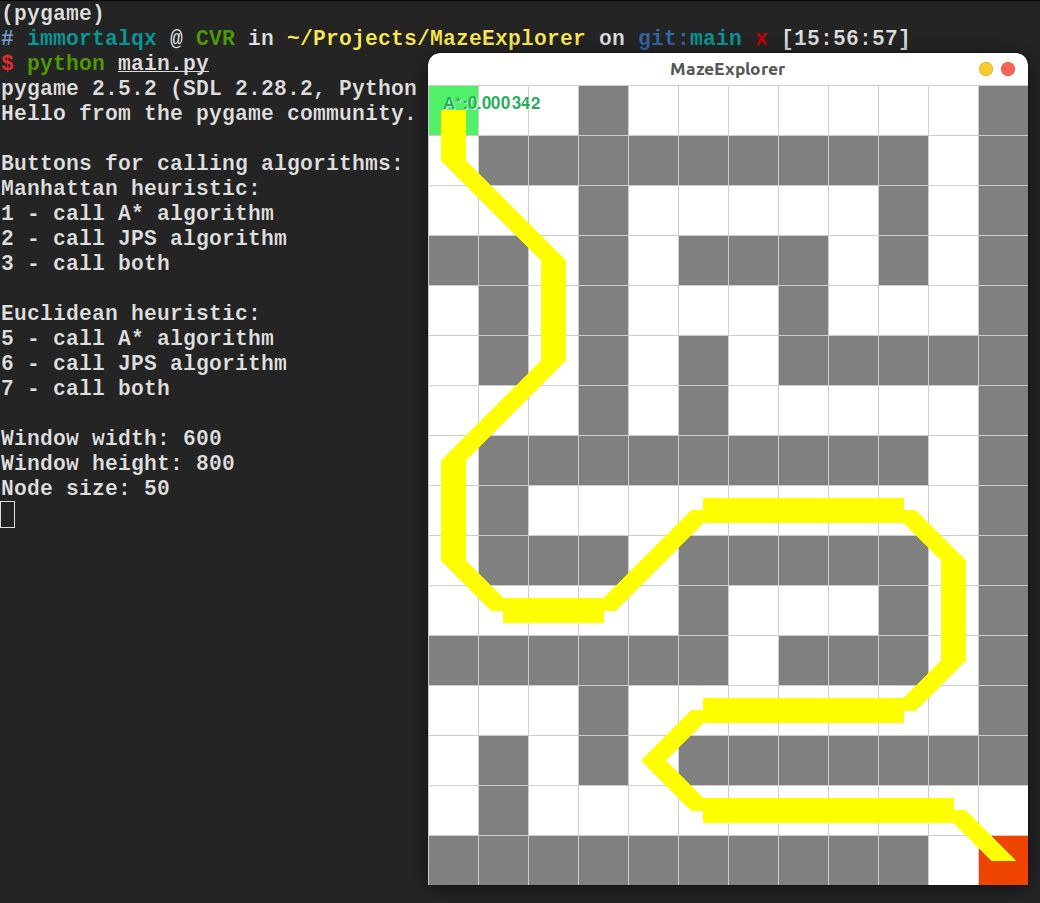 (pygame)
# immortalqx @ CVR in ~/Projects/MazeExplorer on git:main x [15:56:57]
$ python main.py
pygame 2.5.2 (SDL 2.28.2, Python
Hello from the pygame community.
Buttons for calling algorithms:
Manhattan heuristic:
1 - call A* algorithm
2 - call JPS algorithm
3 - call both
Euclidean heuristic:
5 - call A* algorithm
6 - call JPS algorithm
7 - call both
Window width: 600
Window height: 800
Node size: 50
MazeExplorer
A*:0.000342